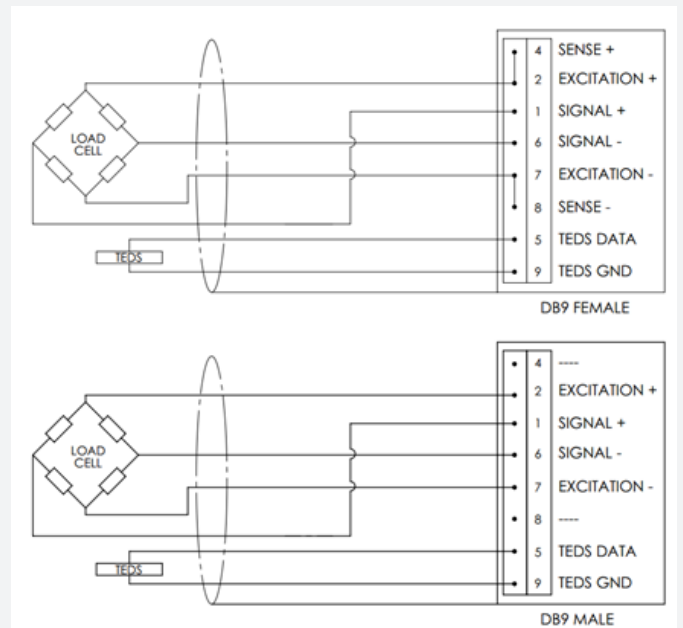 4 SENSE +
2 EXCITATION +
1 SIGNAL +
LOAD
CELL
6 SIGNAL -
7 EXCITATION -
8 SENSE -
5 TEDS DATA
TEDS
9 TEDS GND
DB9 FEMALE
4 ----
2 EXCITATION +
1 SIGNAL +
LOAD
CELL
6 SIGNAL -
7 EXCITATION -
8 ----
5 TEDS DATA
TEDS
9 TEDS GND
DB9 MALE